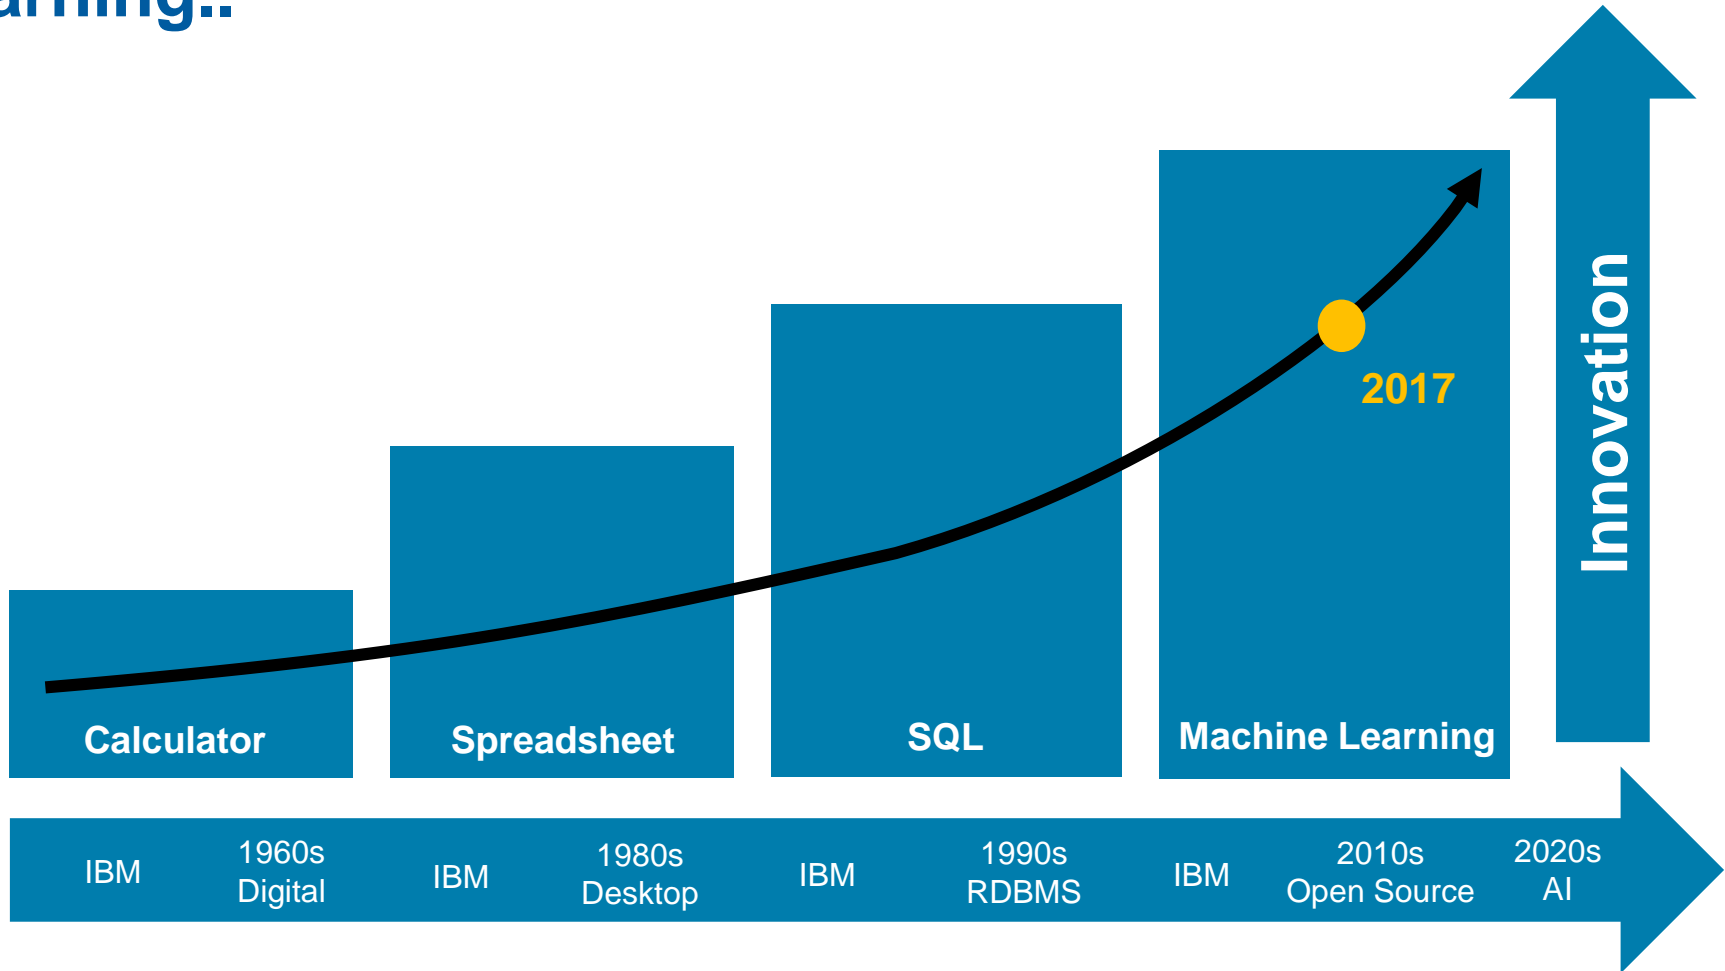 2017
Innovation
Calculator
Spreadsheet
SQL
Machine Learning
IBM
1960s
Digital
IBM
1980s
Desktop
IBM
1990s
RDBMS
IBM
2010s
Open Source
2020s
AI